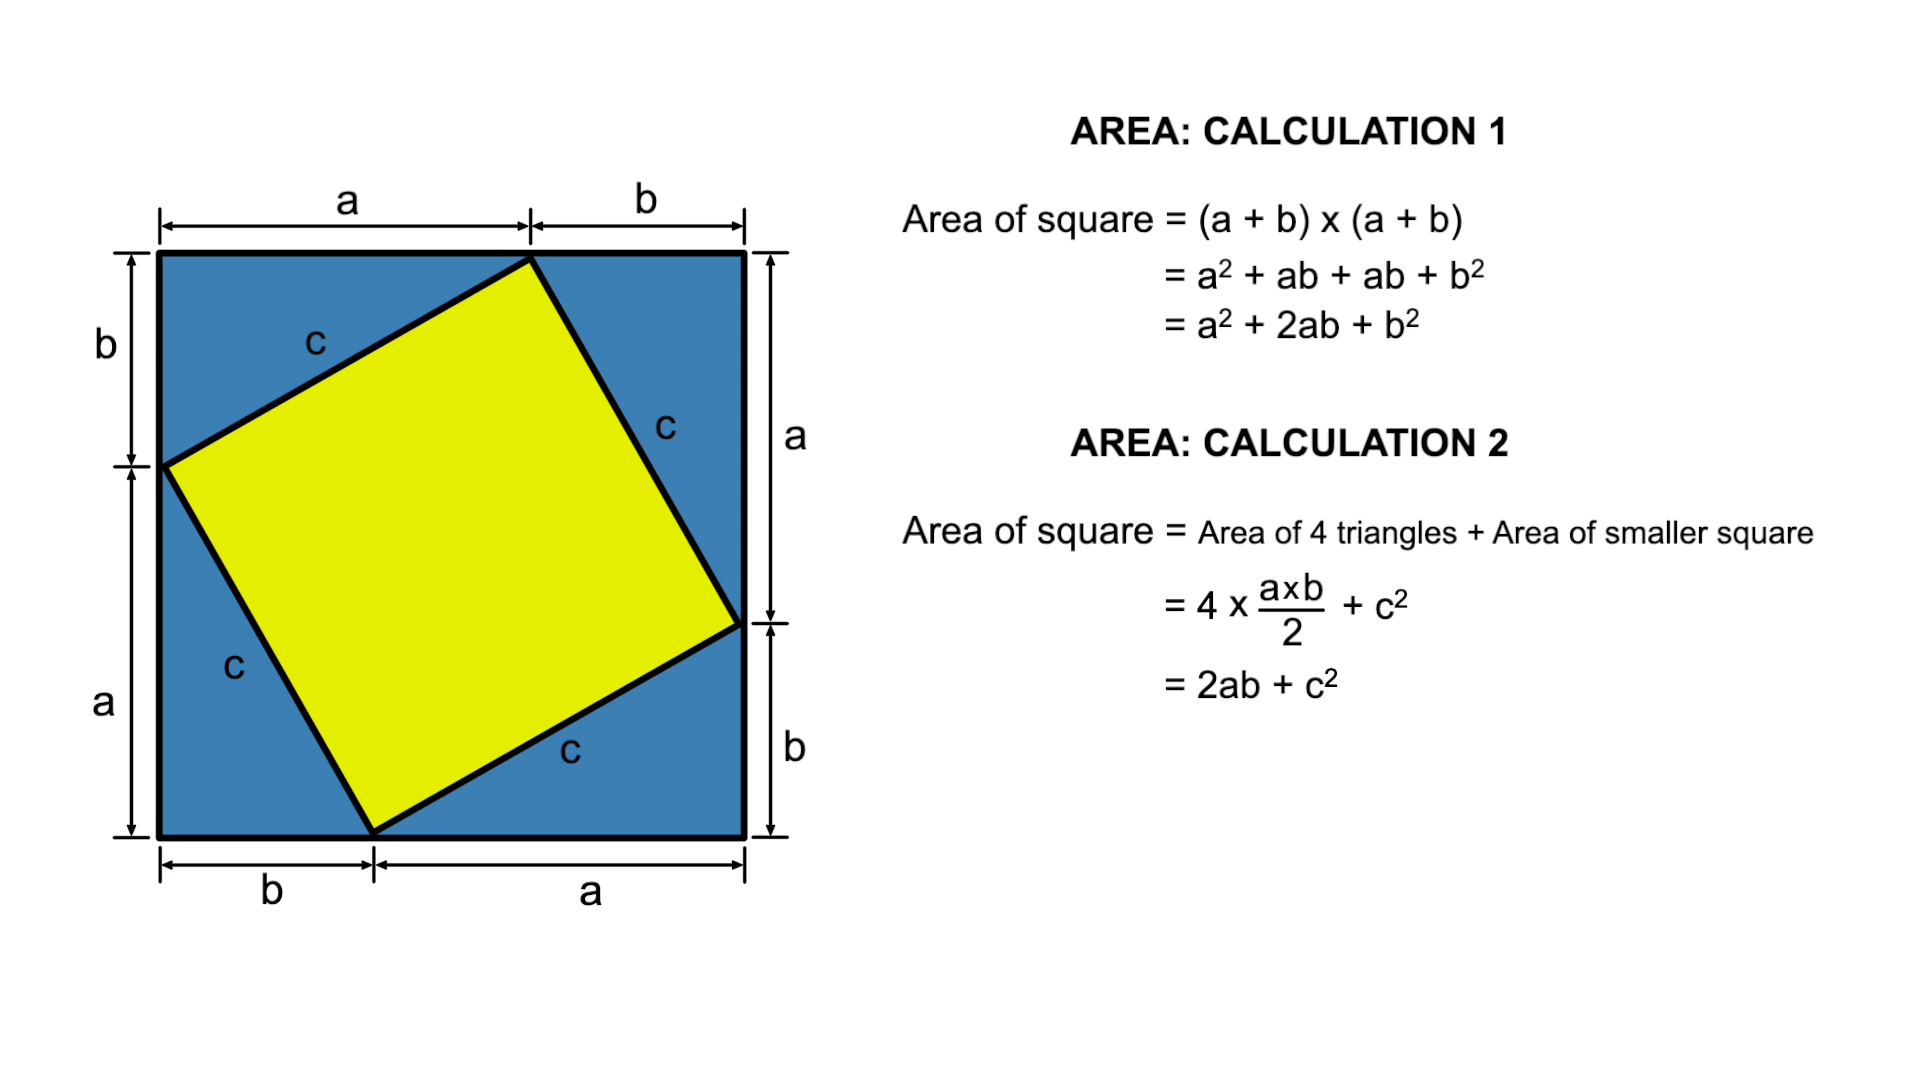 a b
b
c
c
a
c
a
c
b
b a
AREA: CALCULATION 1
Area of square = (a + b) x (a + b)
= a² + ab + ab + b²
= a² + 2ab + b²
AREA: CALCULATION 2
Area of square = Area of 4 triangles + Area of smaller square
= 4 x axb/2 + c²
= 2ab + c²